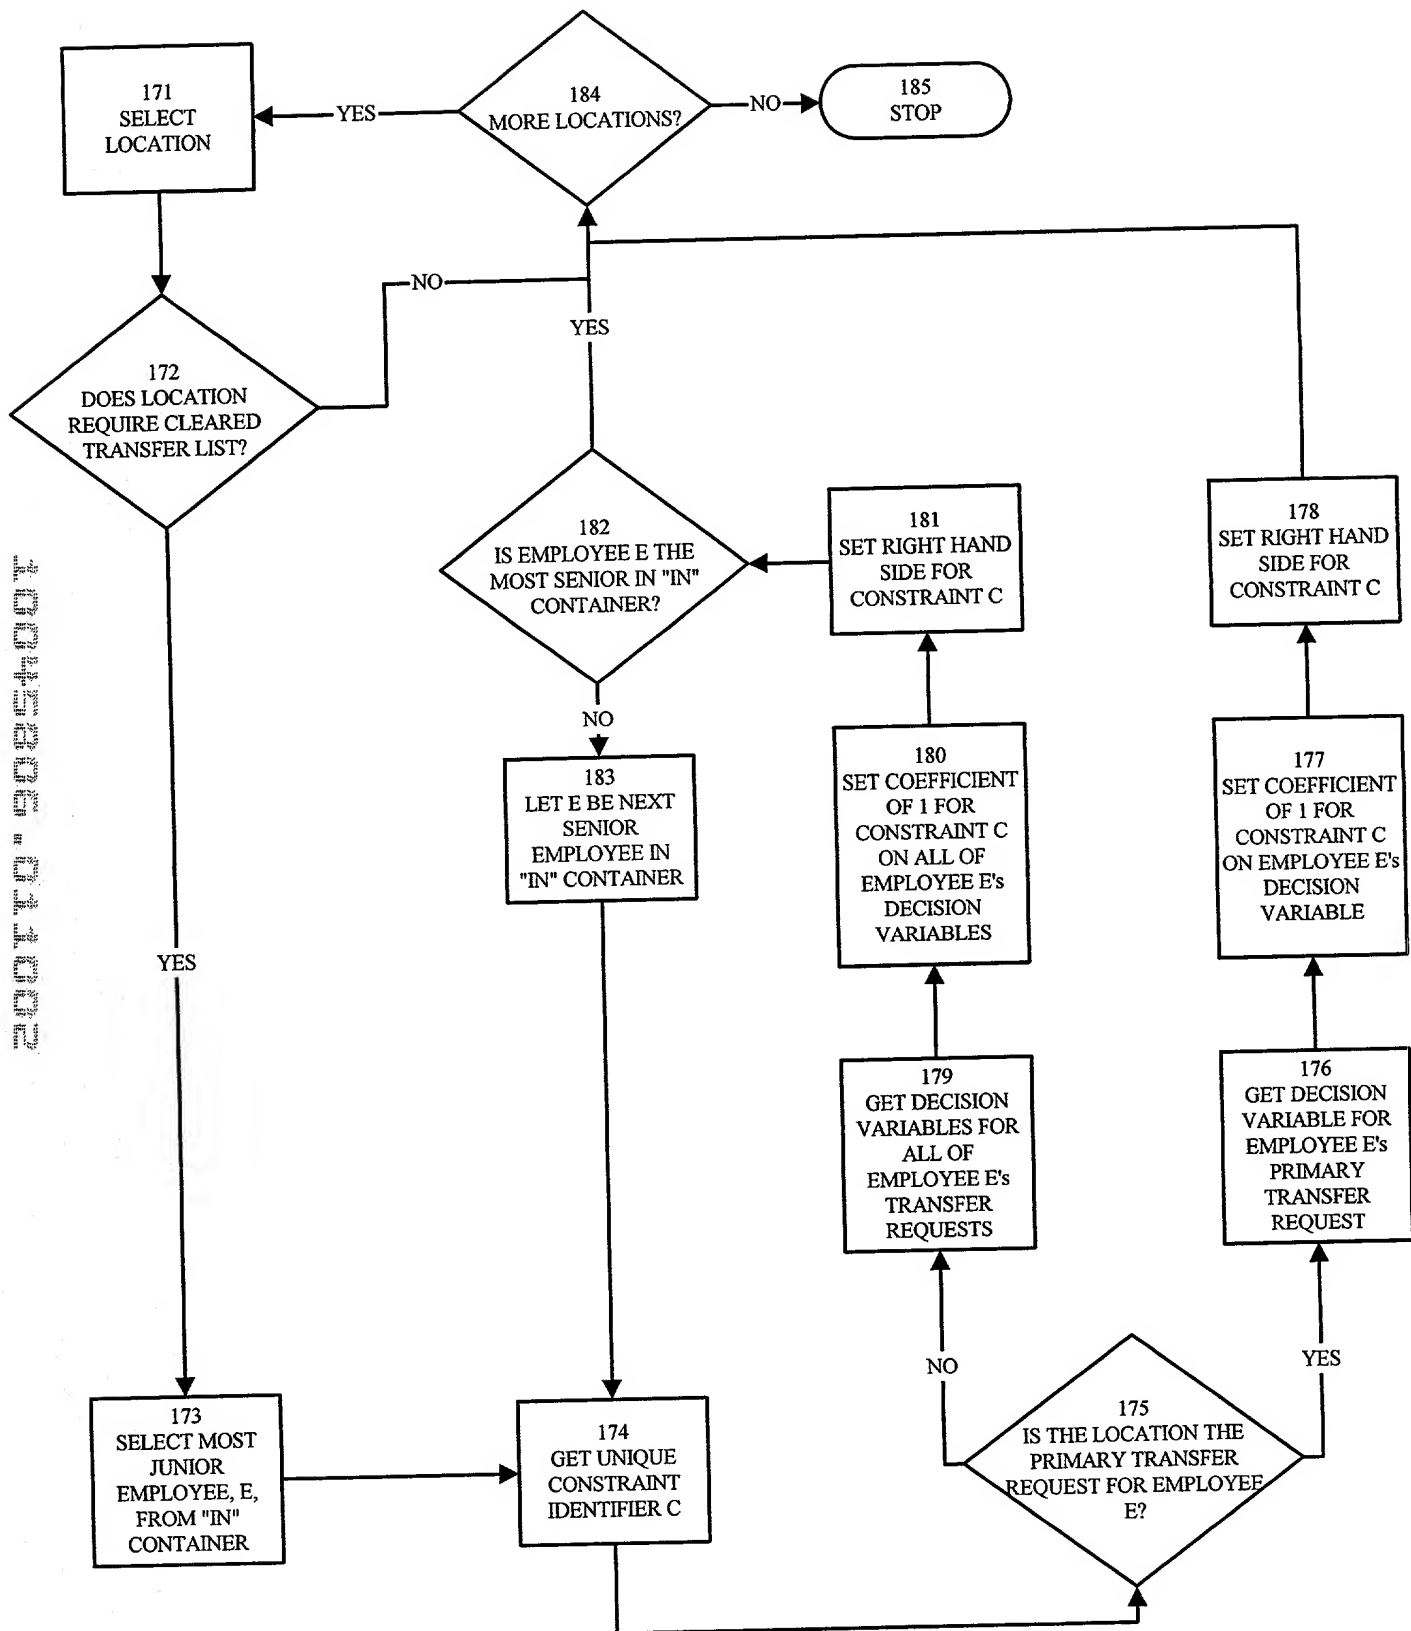 171
SELECT
LOCATION
YES
184
MORE LOCATIONS?
NO
185
STOP
172
DOES LOCATION
REQUIRE CLEARED
TRANSFER LIST?
NO
YES
182
IS EMPLOYEE E THE
MOST SENIOR IN "IN"
CONTAINER?
181
SET RIGHT HAND
SIDE FOR
CONSTRAINT C
178
SET RIGHT HAND
SIDE FOR
CONSTRAINT C
NO
183
LET E BE NEXT
SENIOR
EMPLOYEE IN
"IN" CONTAINER
180
SET COEFFICIENT
OF 1 FOR
CONSTRAINT C
ON ALL OF
EMPLOYEE E's
DECISION
VARIABLES
177
SET COEFFICIENT
OF 1 FOR
CONSTRAINT C
ON EMPLOYEE E's
DECISION
VARIABLE
YES
179
GET DECISION
VARIABLES FOR
ALL OF
EMPLOYEE E's
TRANSFER
REQUESTS
176
GET DECISION
VARIABLE FOR
EMPLOYEE E's
PRIMARY
TRANSFER
REQUEST
NO
YES
173
SELECT MOST
JUNIOR
EMPLOYEE, E,
FROM "IN"
CONTAINER
174
GET UNIQUE
CONSTRAINT
IDENTIFIER C
175
IS THE LOCATION THE
PRIMARY TRANSFER
REQUEST FOR EMPLOYEE
E?
10045806.011002